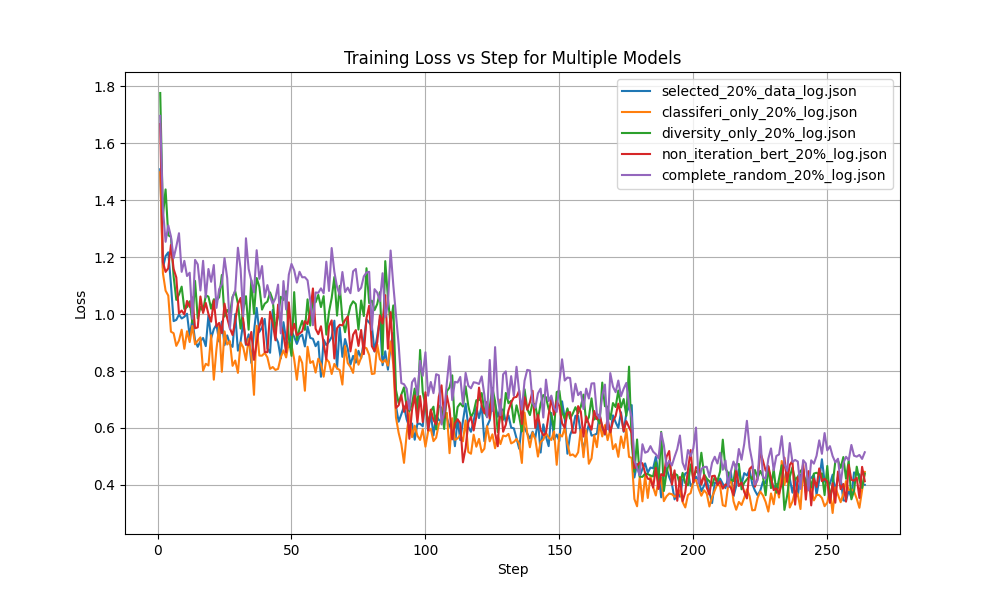 Training Loss vs Step for Multiple Models
selected_20%_data_log.json
classiferi_only_20%_log.json
diversity_only_20%_log.json
non_iteration_bert_20%_log.json
complete_random_20%_log.json
Loss
1.8
1.6
1.4
1.2
1.0
0.8
0.6
0.4
0
50
100
150
200
250
Step